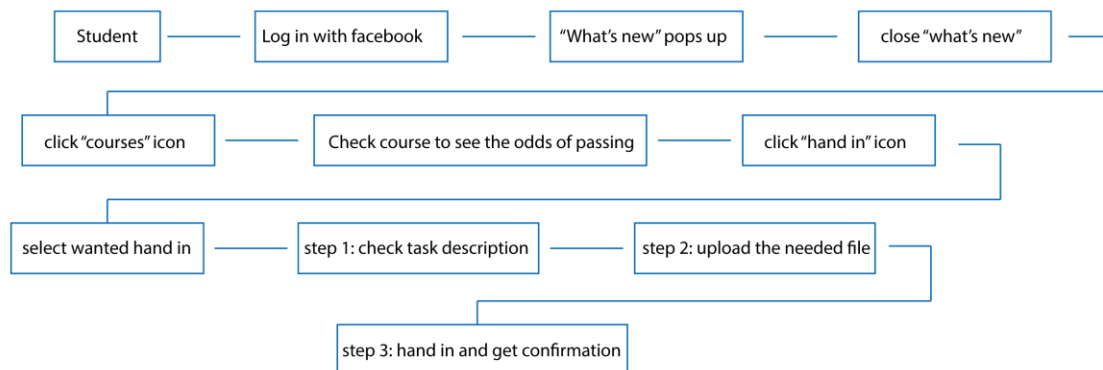 Student
Log in with facebook
“What’s new” pops up
close “what’s new”
click “courses” icon
Check course to see the odds of passing
click “hand in” icon
select wanted hand in
step 1: check task description
step 2: upload the needed file
step 3: hand in and get confirmation